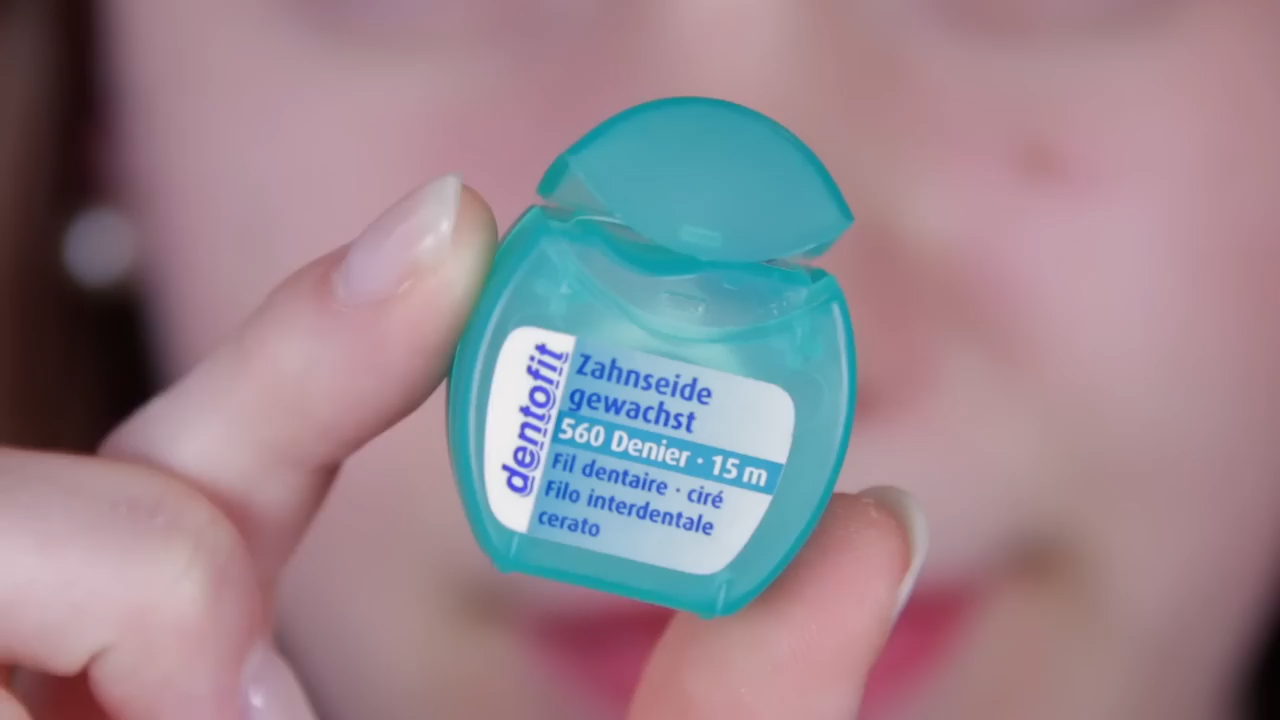 dentofit
Zahnseide
gewachst
560 Denier · 15 m
Fil dentaire · ciré
Filo interdentale
cerato